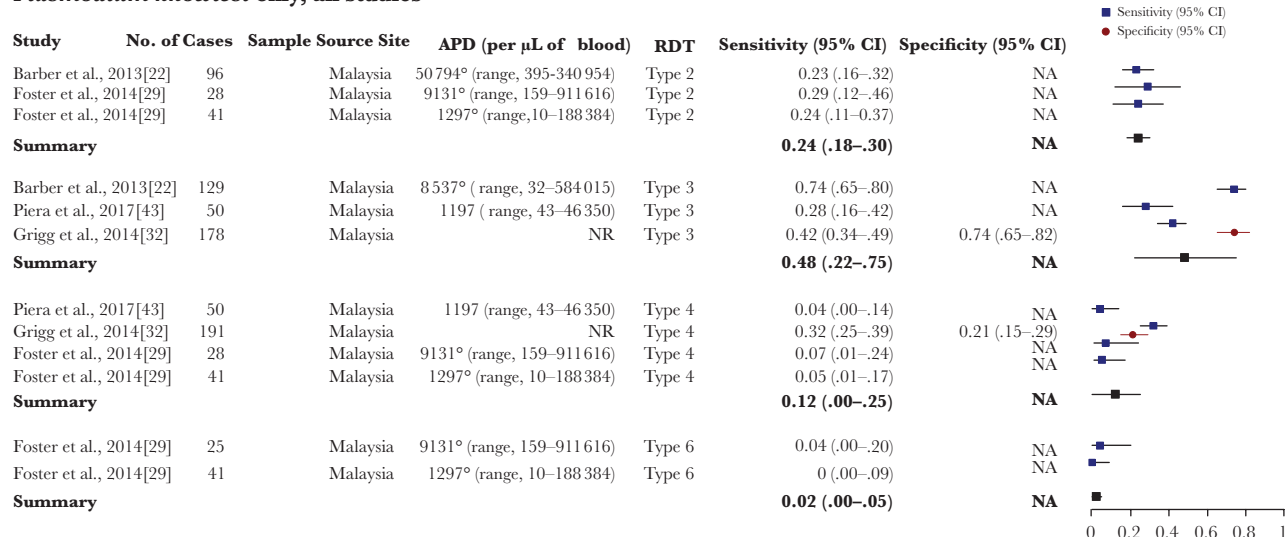 Plasmodium knowlesi only, all studies
Sensitivity (95% CI)
Specificity (95% CI)
Study No. of Cases Sample Source Site APD (per µL of blood) RDT Sensitivity (95% CI) Specificity (95% CI)
Barber et al., 2013[22] 96 Malaysia 50 794° (range, 395-340 954) Type 2 0.23 (.16–.32) NA
Foster et al., 2014[29] 28 Malaysia 9131° (range, 159–911 616) Type 2 0.29 (.12–.46) NA
Foster et al., 2014[29] 41 Malaysia 1297° (range,10–188 384) Type 2 0.24 (.11–0.37) NA
Summary 0.24 (.18–.30) NA
Barber et al., 2013[22] 129 Malaysia 8 537° ( range, 32–584 015) Type 3 0.74 (.65–.80) NA
Piera et al., 2017[43] 50 Malaysia 1197 ( range, 43–46 350) Type 3 0.28 (.16–.42) NA
Grigg et al., 2014[32] 178 Malaysia NR Type 3 0.42 (0.34–.49) 0.74 (.65–.82)
Summary 0.48 (.22–.75) NA
Piera et al., 2017[43] 50 Malaysia 1197 (range, 43–46 350) Type 4 0.04 (.00–.14) NA
Grigg et al., 2014[32] 191 Malaysia NR Type 4 0.32 (.25–.39) 0.21 (.15–.29)
Foster et al., 2014[29] 28 Malaysia 9131° (range, 159–911 616) Type 4 0.07 (.01–.24) NA
Foster et al., 2014[29] 41 Malaysia 1297° (range, 10–188 384) Type 4 0.05 (.01–.17) NA
Summary 0.12 (.00–.25) NA
Foster et al., 2014[29] 25 Malaysia 9131° (range, 159–911 616) Type 6 0.04 (.00–.20) NA
Foster et al., 2014[29] 41 Malaysia 1297° (range, 10–188 384) Type 6 0 (.00–.09) NA
Summary 0.02 (.00–.05) NA
0 0.2 0.4 0.6 0.8 1